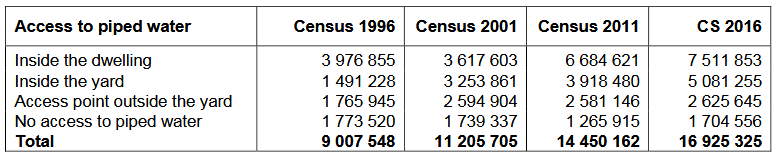 Access to piped water Census 1996 Census 2001 Census 2011 CS 2016
Inside the dwelling 3 976 855 3 617 603 6 684 621 7 511 853
Inside the yard 1 491 228 3 253 861 3 918 480 5 081 255
Access point outside the yard 1 765 945 2 594 904 2 581 146 2 625 645
No access to piped water 1 773 520 1 739 337 1 265 915 1 704 556
Total 9 007 548 11 205 705 14 450 162 16 925 325